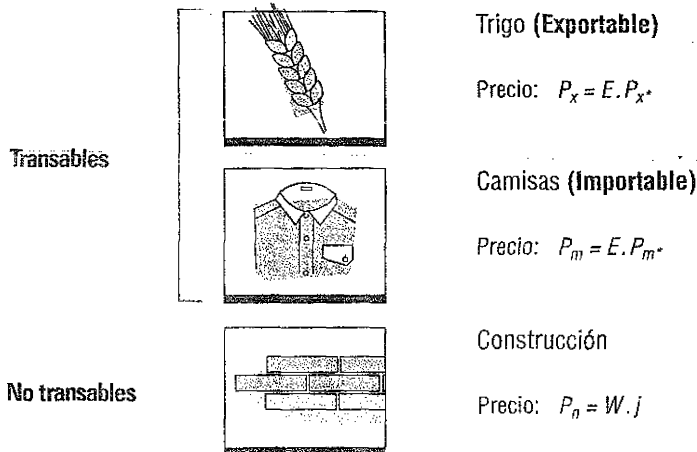 Transables
Trigo (Exportable)
Precio: Pₓ = E.Pₓ*
Camisas (Importable)
Precio: Pₘ = E.Pₘ*
No transables
Construcción
Precio: Pₙ = W.j